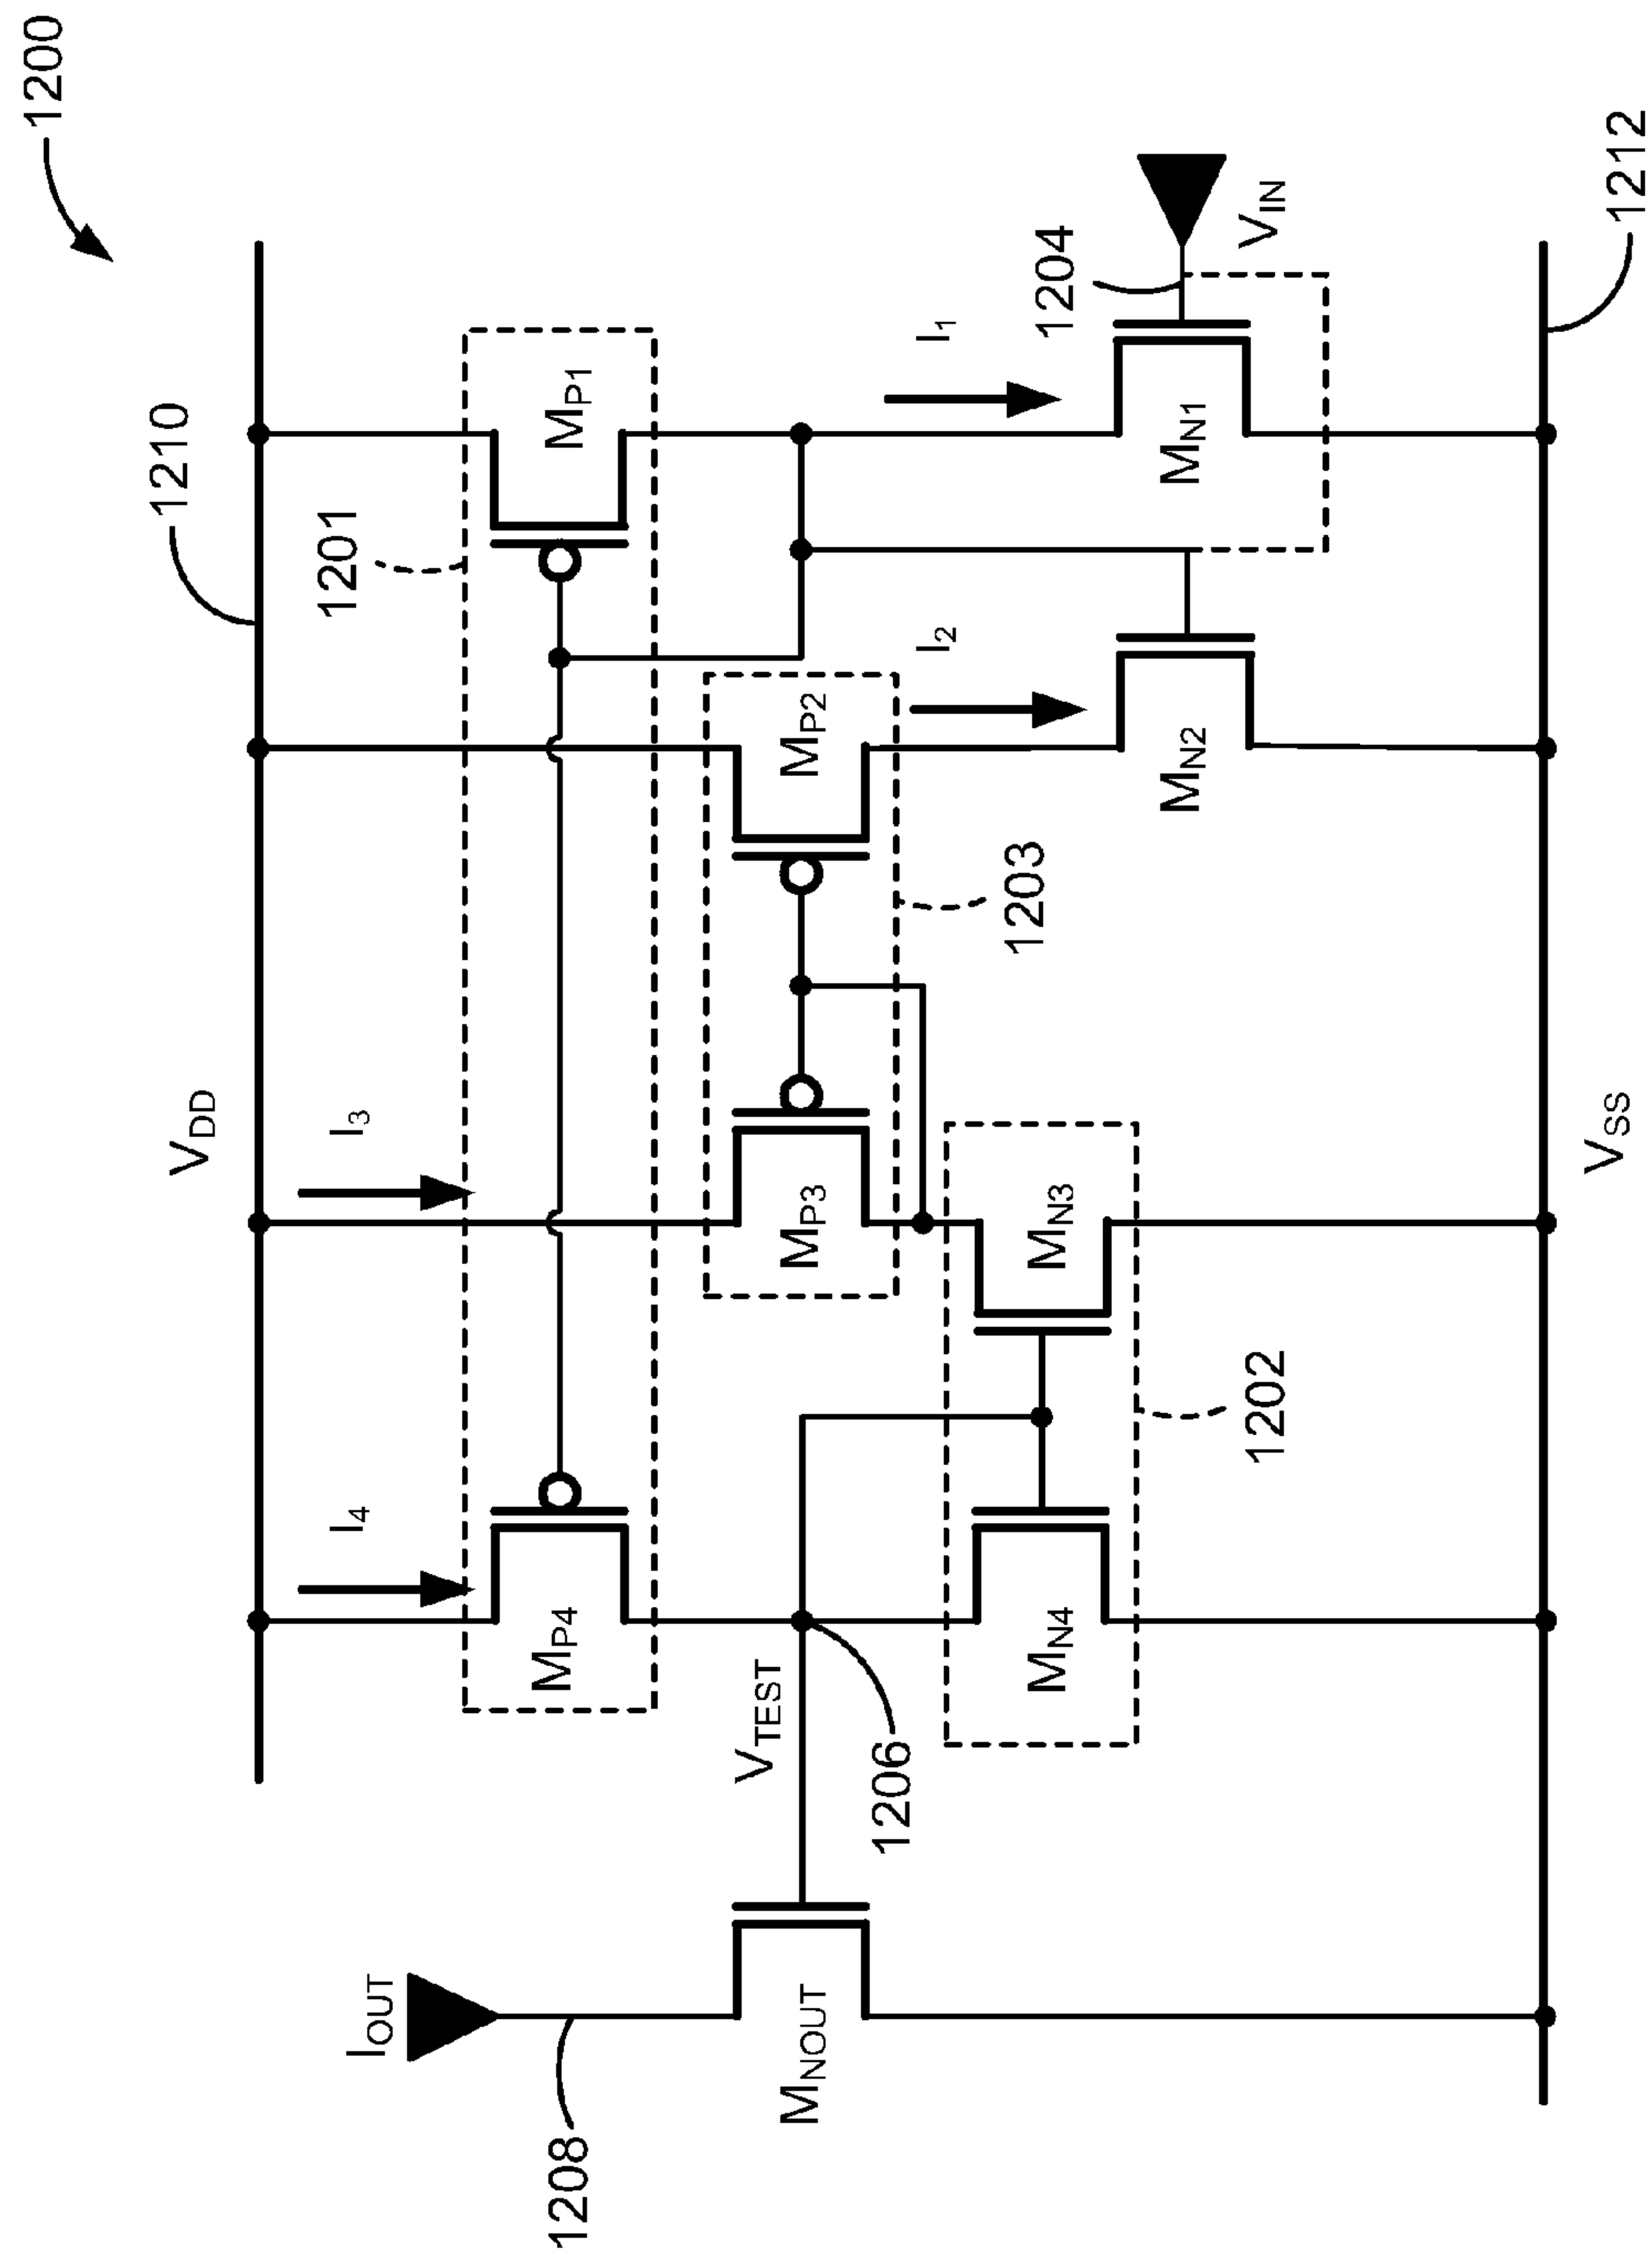 1200
1210
V_DD
1201
I_4
I_3
M_P1
M_P4
I_OUT
1208
M_NOUT
V_TEST
1206
M_P3
M_P2
1203
I_2
I_1
1204
V_IN
M_N4
M_N3
M_N2
M_N1
1202
V_SS
1212